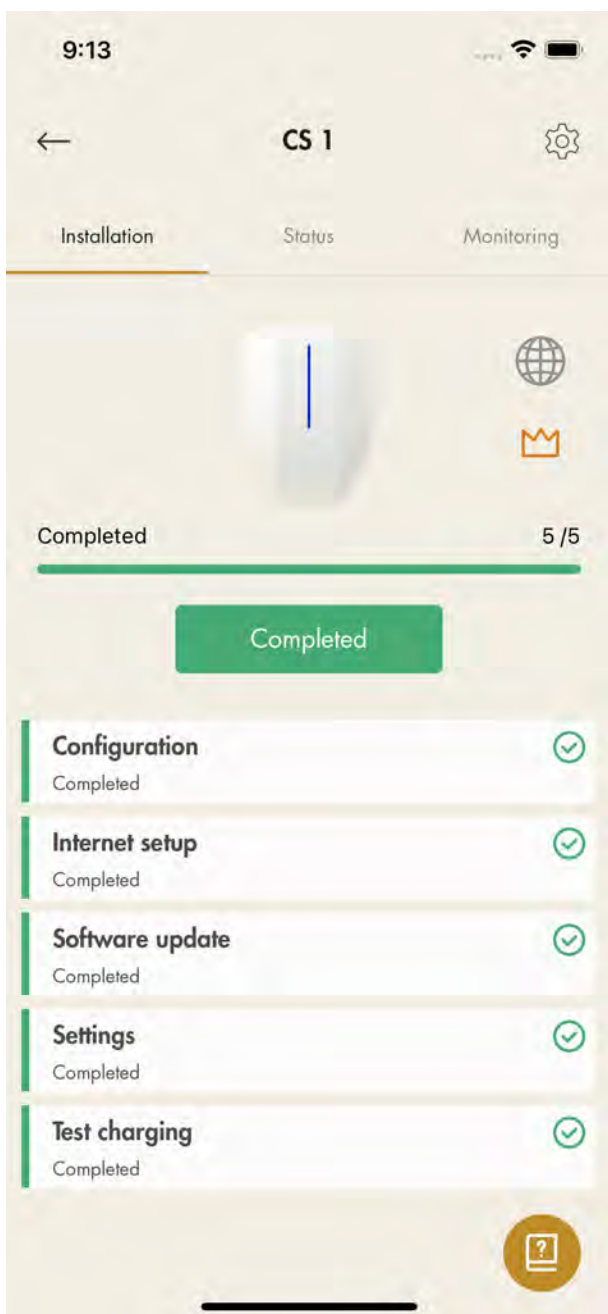 9:13
CS 1
Installation Status Monitoring
Completed 5 /5
Completed
Configuration
Completed
Internet setup
Completed
Software update
Completed
Settings
Completed
Test charging
Completed
?